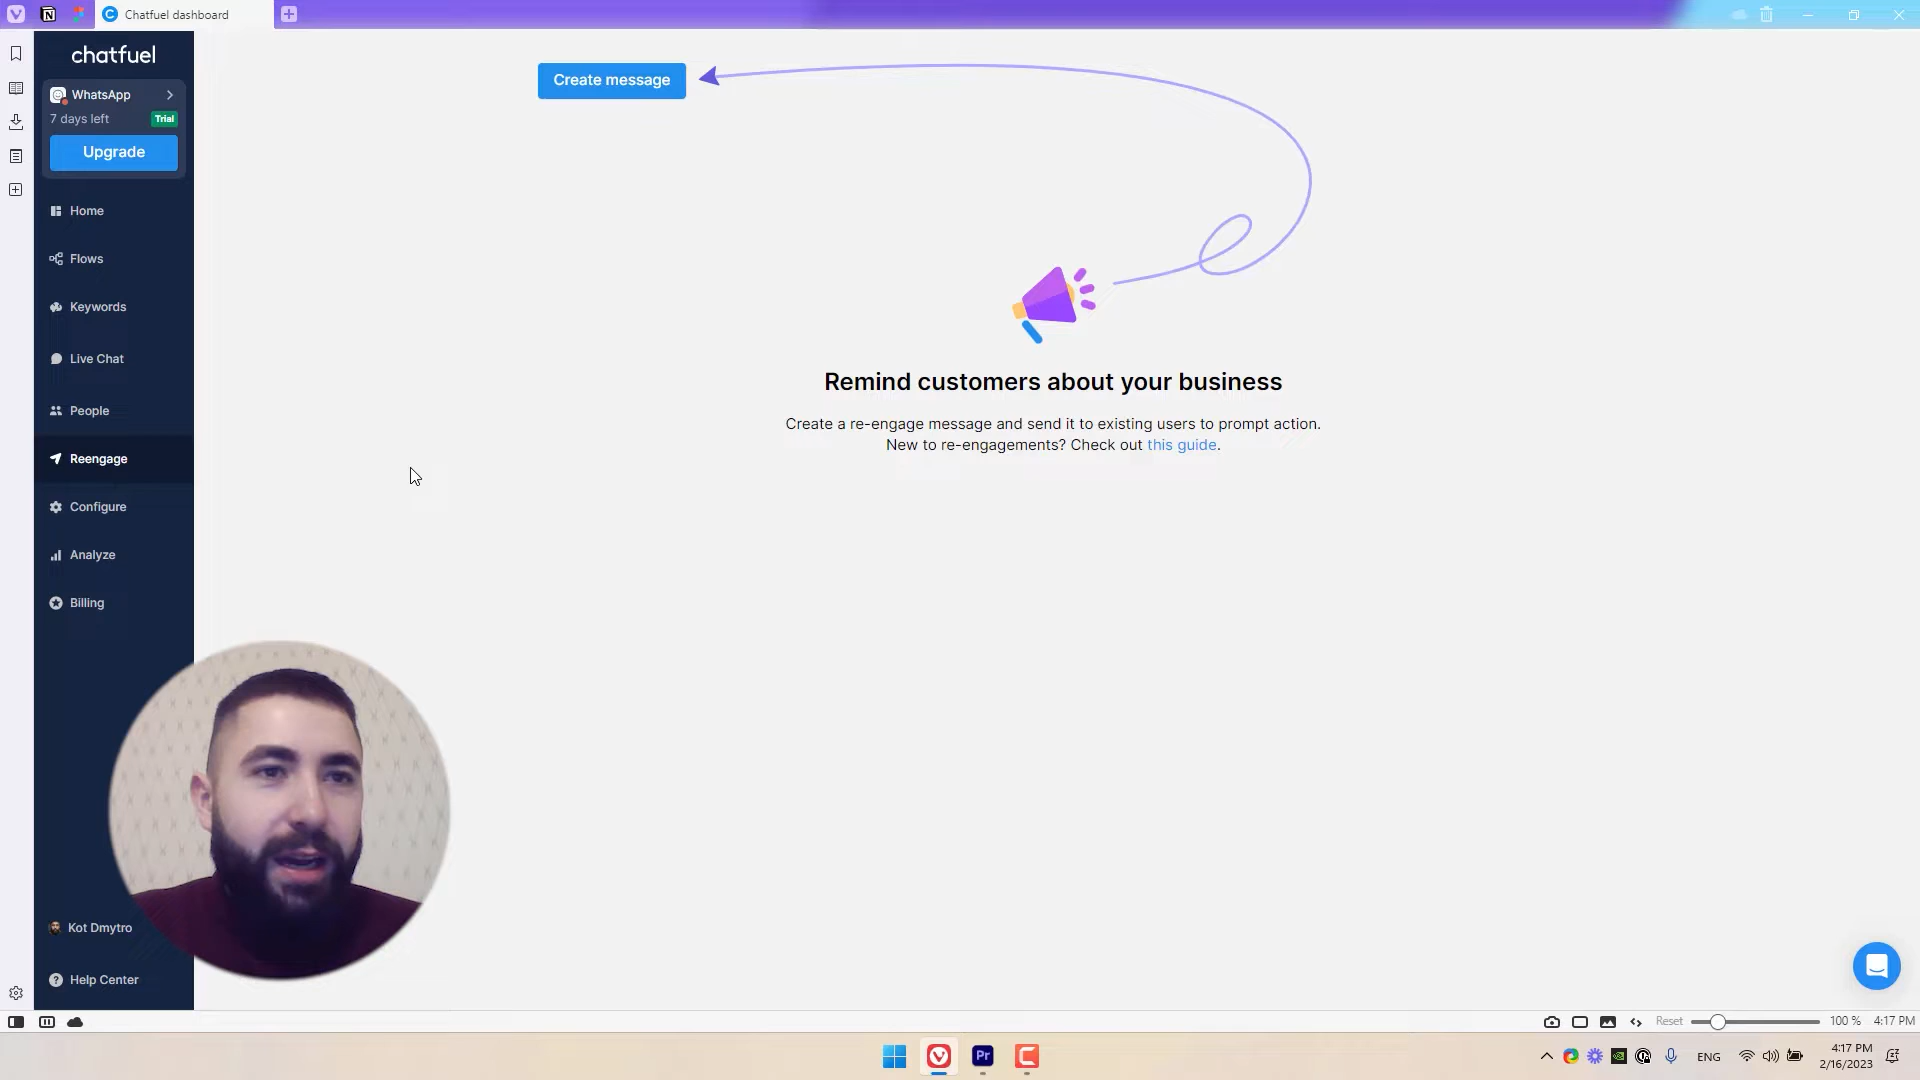 Chatfuel dashboard
chatfuel
WhatsApp
7 days left
Trial
Upgrade
Home
Flows
Keywords
Live Chat
People
Reengage
Configure
Analyze
Billing
Kot Dmytro
Help Center
Create message
Remind customers about your business
Create a re-engage message and send it to existing users to prompt action.
New to re-engagements? Check out this guide.
Reset
100 %
4:17 PM
Pr
ENG
4:17 PM
2/16/2023